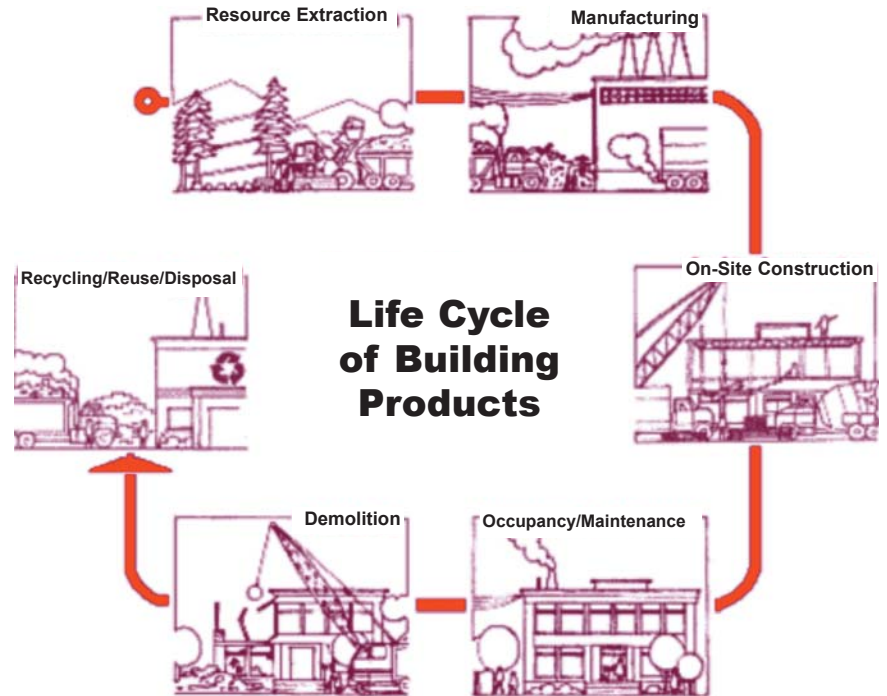 Resource Extraction
Manufacturing
Recycling/Reuse/Disposal
On-Site Construction
Life Cycle
of Building
Products
Demolition
Occupancy/Maintenance